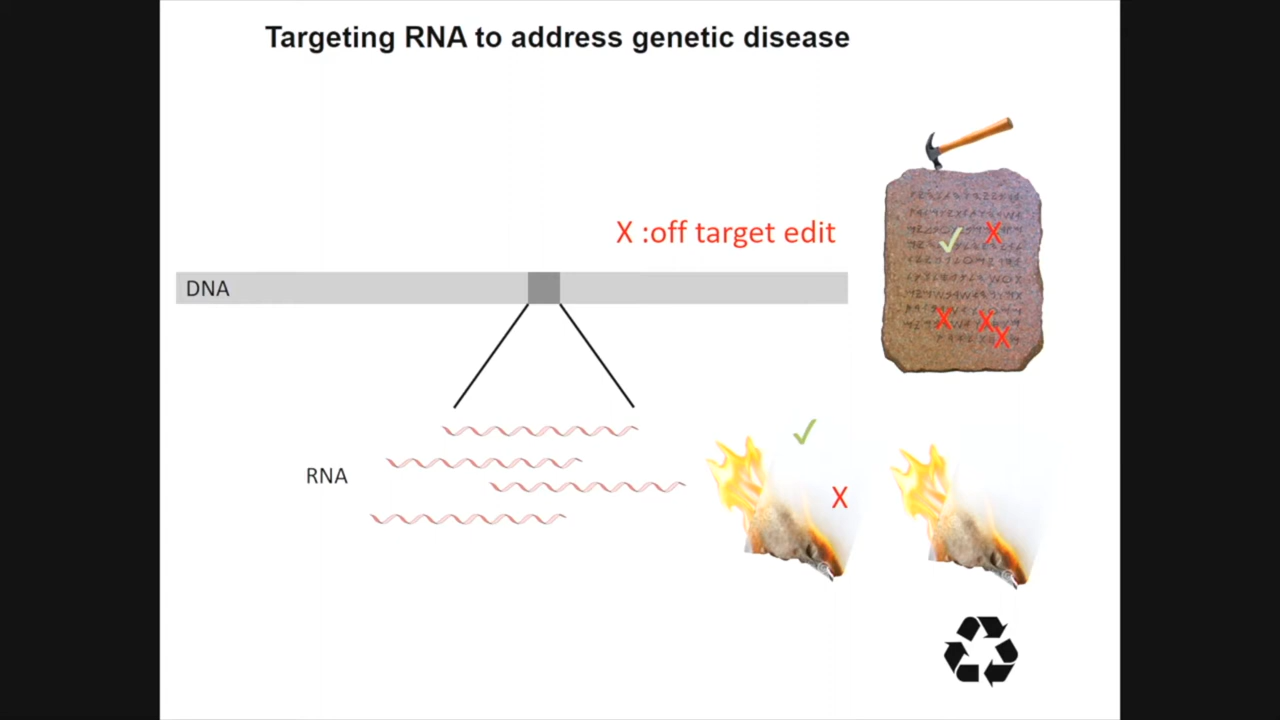 Targeting RNA to address genetic disease
X :off target edit
DNA
RNA